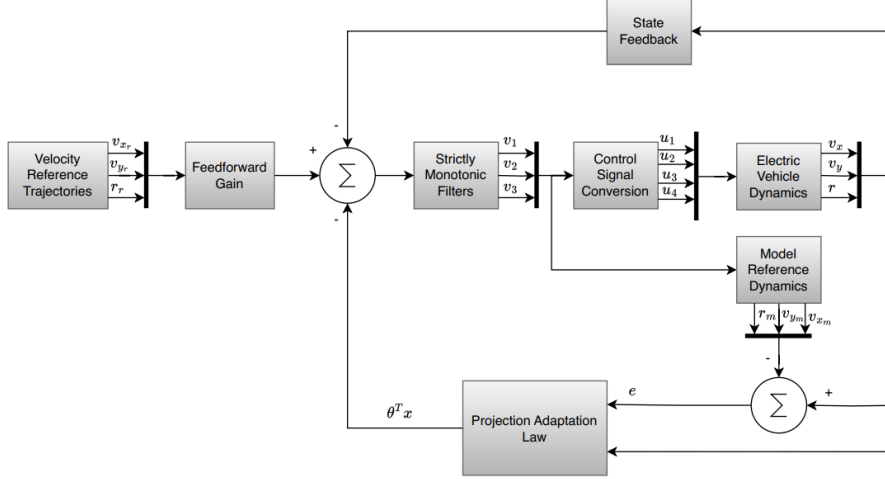 State
Feedback
-
+
Velocity
Reference
Trajectories
v_{x_r}
v_{y_r}
r_r
Feedforward
Gain
Σ
Strictly
Monotonic
Filters
v_1
v_2
v_3
Control
Signal
Conversion
u_1
u_2
u_3
u_4
Electric
Vehicle
Dynamics
v_x
v_y
r
-
Model
Reference
Dynamics
r_m
v_{y_m}
v_{x_m}
-
+
Σ
e
Projection Adaptation
Law
θ^T x